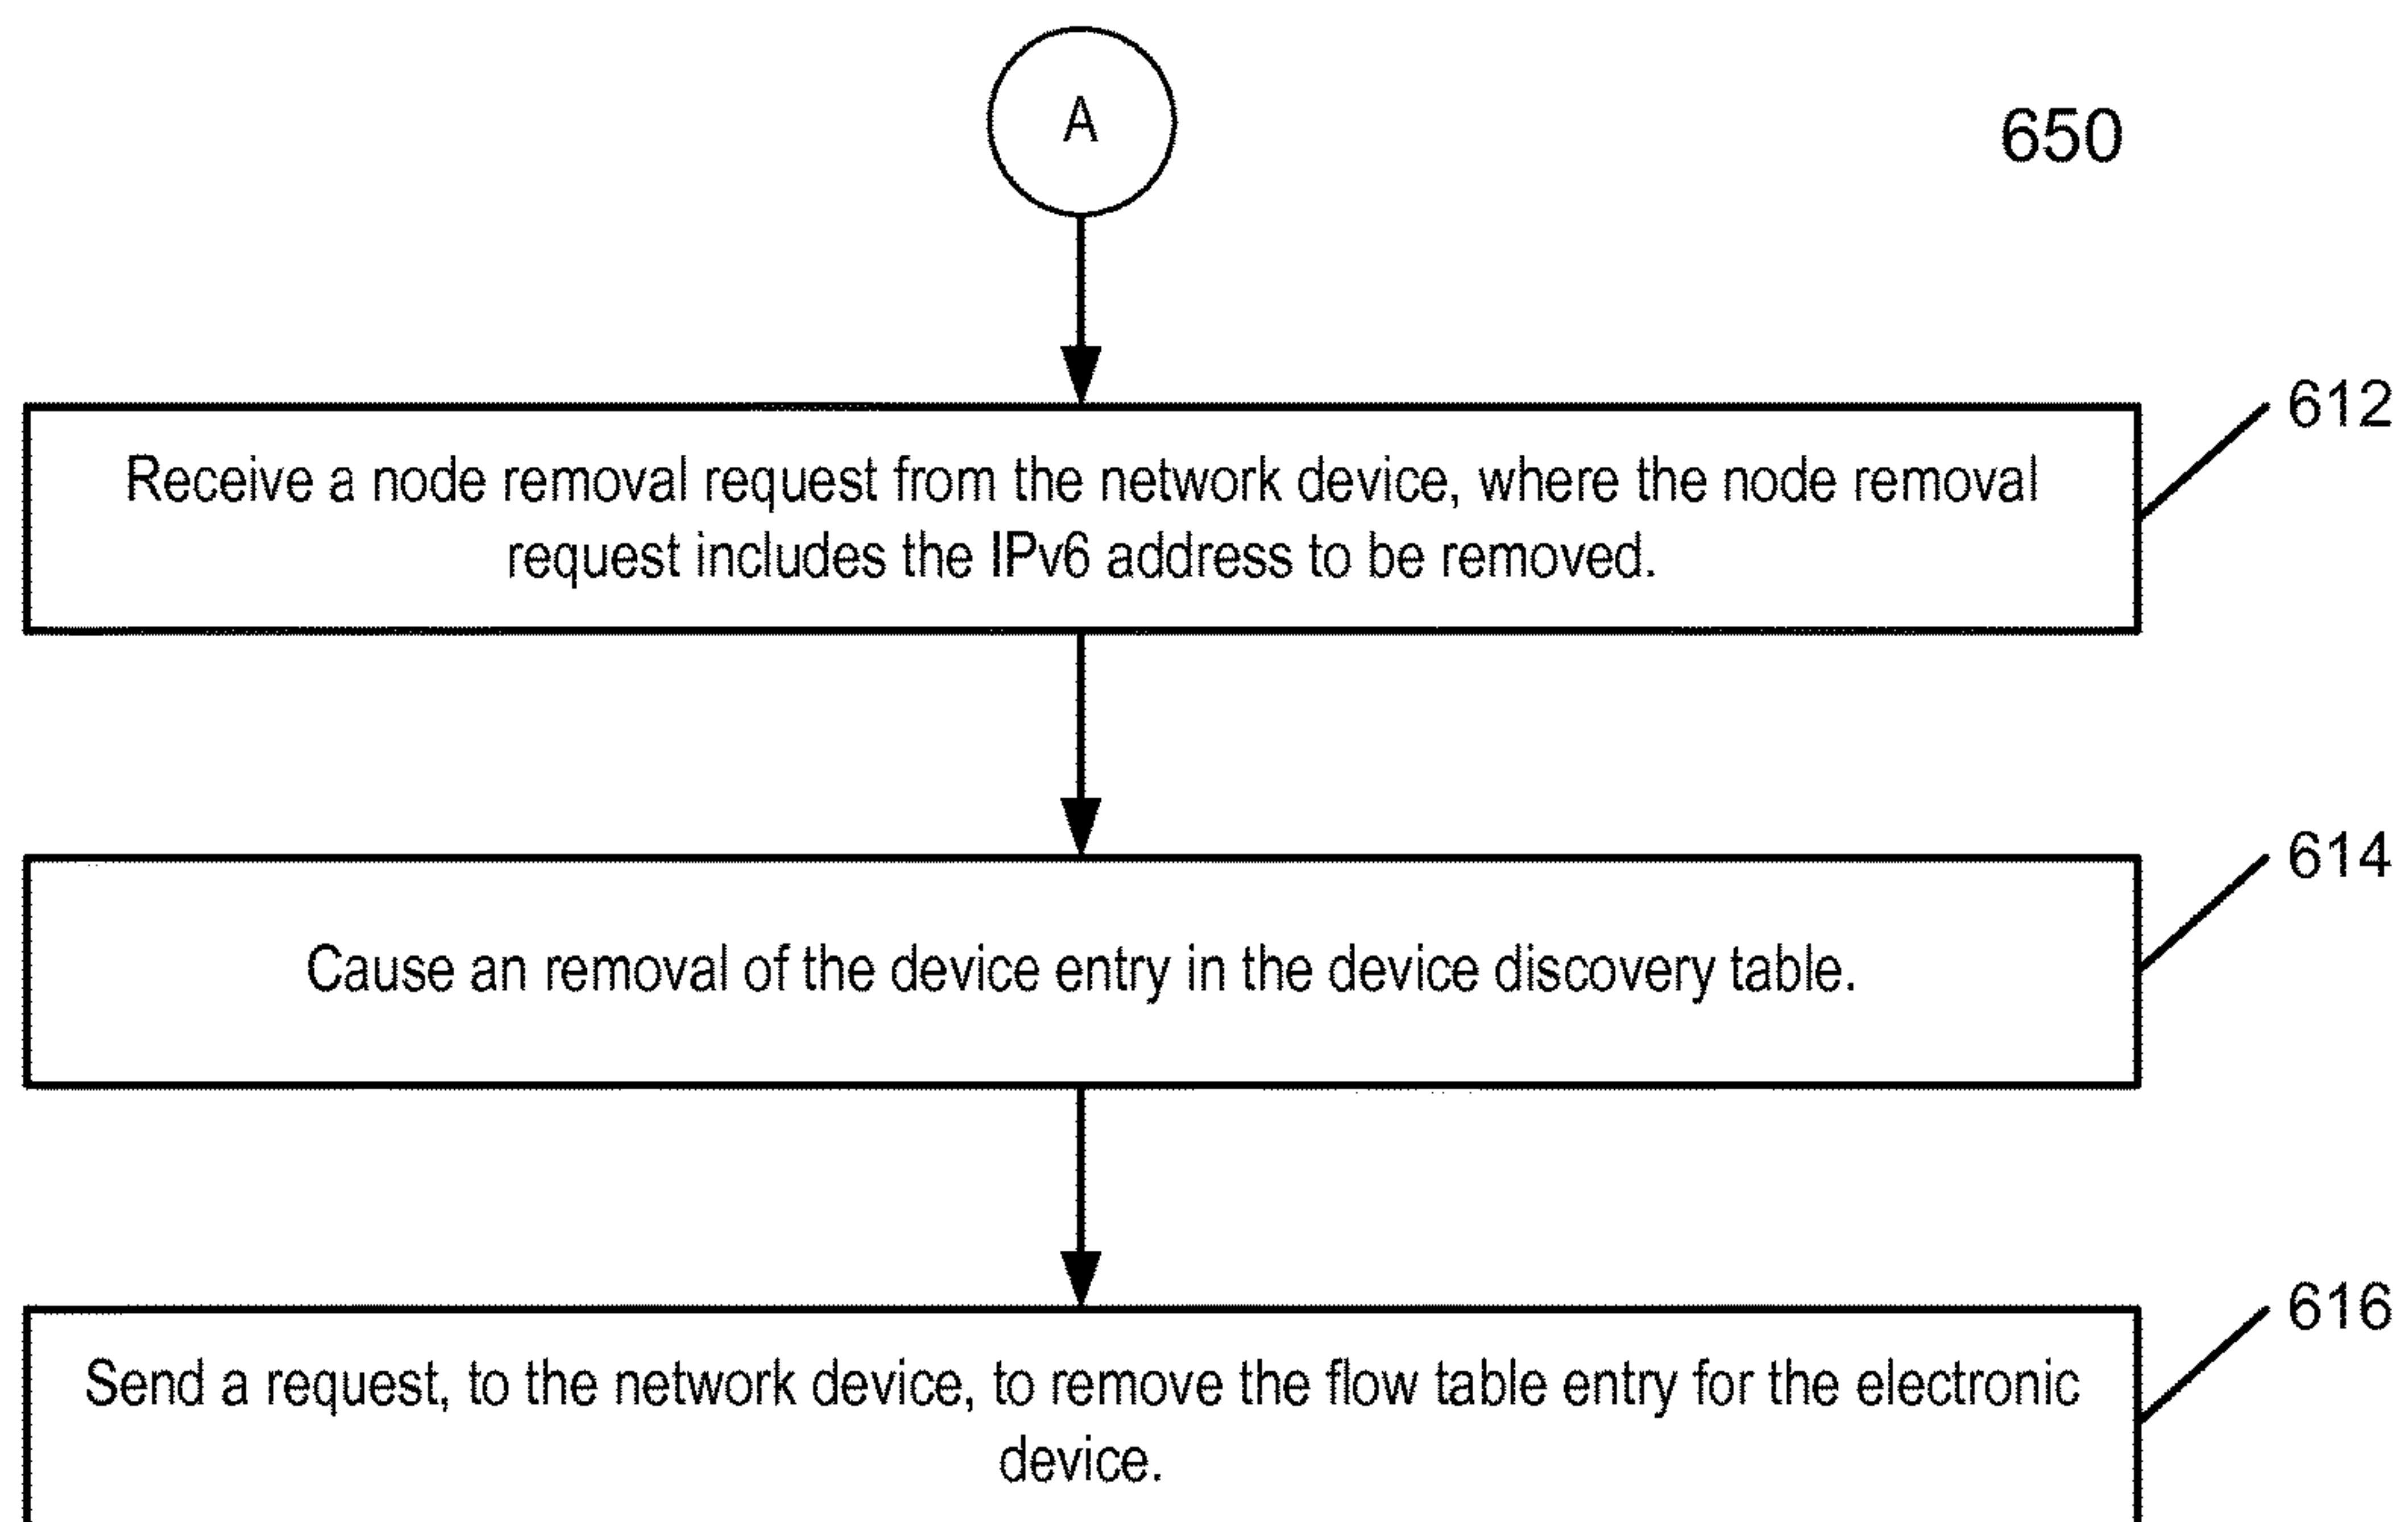 A
650
612
Receive a node removal request from the network device, where the node removal
request includes the IPv6 address to be removed.
614
Cause an removal of the device entry in the device discovery table.
616
Send a request, to the network device, to remove the flow table entry for the electronic
device.